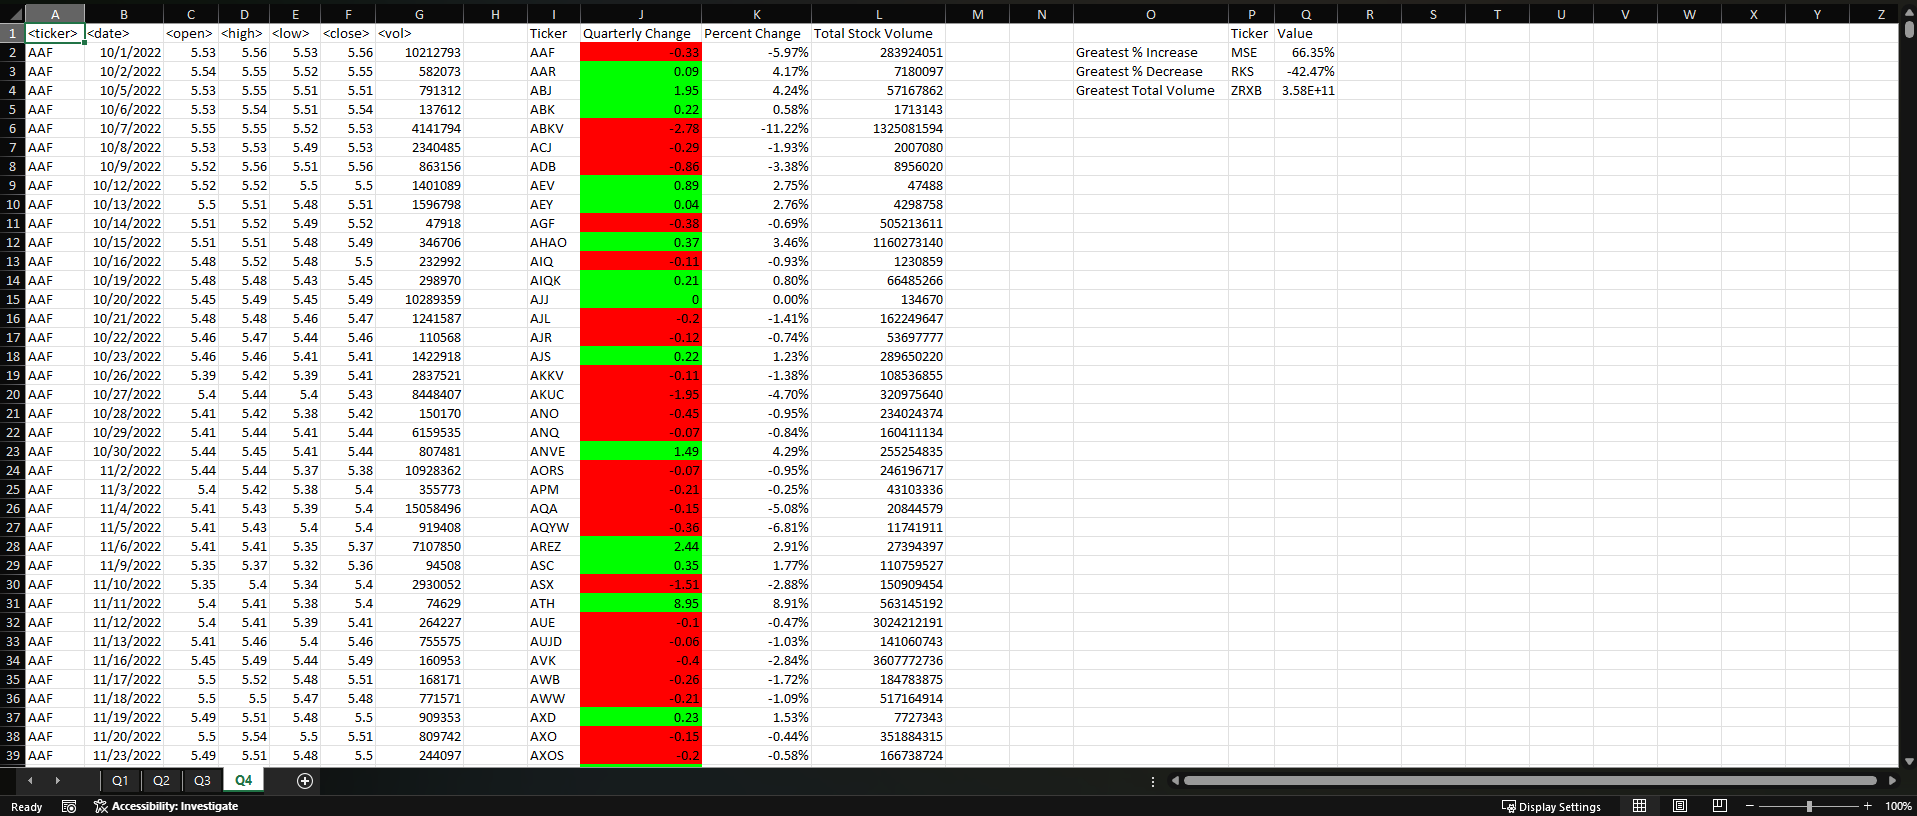 A B C D E F G H I J K L M N O P Q R S T U V W X Y Z
1 <ticker> <date> <open> <high> <low> <close> <vol> Ticker Quarterly Change Percent Change Total Stock Volume Ticker Value
2 AAF 10/1/2022 5.53 5.56 5.53 5.56 10212793 AAF -0.33 -5.97% 283924051 Greatest % Increase MSE 66.35%
3 AAF 10/2/2022 5.54 5.55 5.52 5.55 582073 AAR 0.09 4.17% 7180097 Greatest % Decrease RKS -42.47%
4 AAF 10/5/2022 5.53 5.55 5.51 5.51 791312 ABJ 1.95 4.24% 57167862 Greatest Total Volume ZRXB 3.58E+11
5 AAF 10/6/2022 5.53 5.54 5.51 5.54 137612 ABK 0.22 0.58% 1713143
6 AAF 10/7/2022 5.55 5.55 5.52 5.53 4141794 ABKV -2.78 -11.22% 1325081594
7 AAF 10/8/2022 5.53 5.53 5.49 5.53 2340485 ACJ -0.29 -1.93% 2007080
8 AAF 10/9/2022 5.52 5.56 5.51 5.56 863156 ADB -0.86 -3.38% 8956020
9 AAF 10/12/2022 5.52 5.52 5.5 5.5 1401089 AEV 0.89 2.75% 47488
10 AAF 10/13/2022 5.5 5.51 5.48 5.51 1596798 AEY 0.04 2.76% 4298758
11 AAF 10/14/2022 5.51 5.52 5.49 5.52 47918 AGF -0.38 -0.69% 505213611
12 AAF 10/15/2022 5.51 5.51 5.48 5.49 346706 AHAO 0.37 3.46% 1160273140
13 AAF 10/16/2022 5.48 5.52 5.48 5.5 232992 AIQ -0.11 -0.93% 1230859
14 AAF 10/19/2022 5.48 5.48 5.43 5.45 298970 AIQK 0.21 0.80% 66485266
15 AAF 10/20/2022 5.45 5.49 5.45 5.49 10289359 AJJ 0 0.00% 134670
16 AAF 10/21/2022 5.48 5.48 5.46 5.47 1241587 AJL -0.2 -1.41% 162249647
17 AAF 10/22/2022 5.46 5.47 5.44 5.46 110568 AJR -0.12 -0.74% 53697777
18 AAF 10/23/2022 5.46 5.46 5.41 5.41 1422918 AJS 0.22 1.23% 289650220
19 AAF 10/26/2022 5.39 5.42 5.39 5.41 2837521 AKKV -0.11 -1.38% 108536855
20 AAF 10/27/2022 5.4 5.44 5.4 5.43 8448407 AKUC -1.95 -4.70% 320975640
21 AAF 10/28/2022 5.41 5.42 5.38 5.42 150170 ANO -0.45 -0.95% 234024374
22 AAF 10/29/2022 5.41 5.44 5.41 5.44 6159535 ANQ -0.07 -0.84% 160411134
23 AAF 10/30/2022 5.44 5.45 5.41 5.44 807481 ANVE 1.49 4.29% 255254835
24 AAF 11/2/2022 5.44 5.44 5.37 5.38 10928362 AORS -0.07 -0.95% 246196717
25 AAF 11/3/2022 5.4 5.42 5.38 5.4 355773 APM -0.21 -0.25% 43103336
26 AAF 11/4/2022 5.41 5.43 5.39 5.4 15058496 AQA -0.15 -5.08% 20844579
27 AAF 11/5/2022 5.41 5.43 5.4 5.4 919408 AQYW -0.36 -6.81% 11741911
28 AAF 11/6/2022 5.41 5.41 5.35 5.37 7107850 AREZ 2.44 2.91% 27394397
29 AAF 11/9/2022 5.35 5.37 5.32 5.36 94508 ASC 0.35 1.77% 110759527
30 AAF 11/10/2022 5.35 5.4 5.34 5.4 2930052 ASX -1.51 -2.88% 150909454
31 AAF 11/11/2022 5.4 5.41 5.38 5.4 74629 ATH 8.95 8.91% 563145192
32 AAF 11/12/2022 5.4 5.41 5.39 5.41 264227 AUE -0.1 -0.47% 3024212191
33 AAF 11/13/2022 5.41 5.46 5.4 5.46 755575 AUJD -0.06 -1.03% 141060743
34 AAF 11/16/2022 5.45 5.49 5.44 5.49 160953 AVK -0.4 -2.84% 3607772736
35 AAF 11/17/2022 5.5 5.52 5.48 5.51 168171 AWB -0.26 -1.72% 184783875
36 AAF 11/18/2022 5.5 5.5 5.47 5.48 771571 AWW -0.21 -1.09% 517164914
37 AAF 11/19/2022 5.49 5.51 5.48 5.5 909353 AXD 0.23 1.53% 7727343
38 AAF 11/20/2022 5.5 5.54 5.5 5.51 809742 AXO -0.15 -0.44% 351884315
39 AAF 11/23/2022 5.49 5.51 5.48 5.5 244097 AXOS -0.2 -0.58% 166738724
Q1 Q2 Q3 Q4
Ready Accessibility: Investigate Display Settings 100%